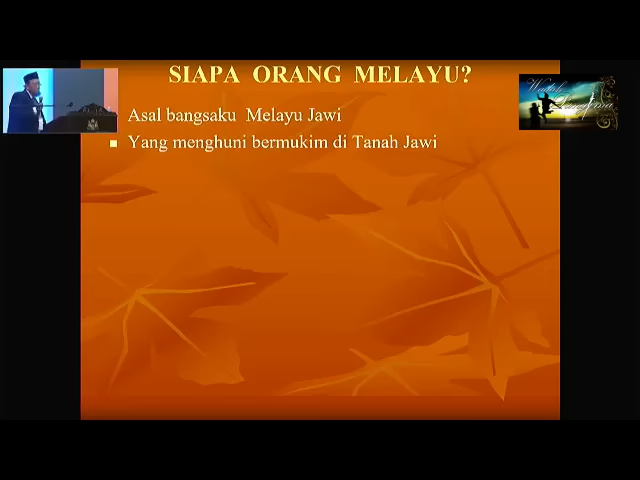 SIAPA ORANG MELAYU?
Asal bangsaku Melayu Jawi
Yang menghuni bermukim di Tanah Jawi